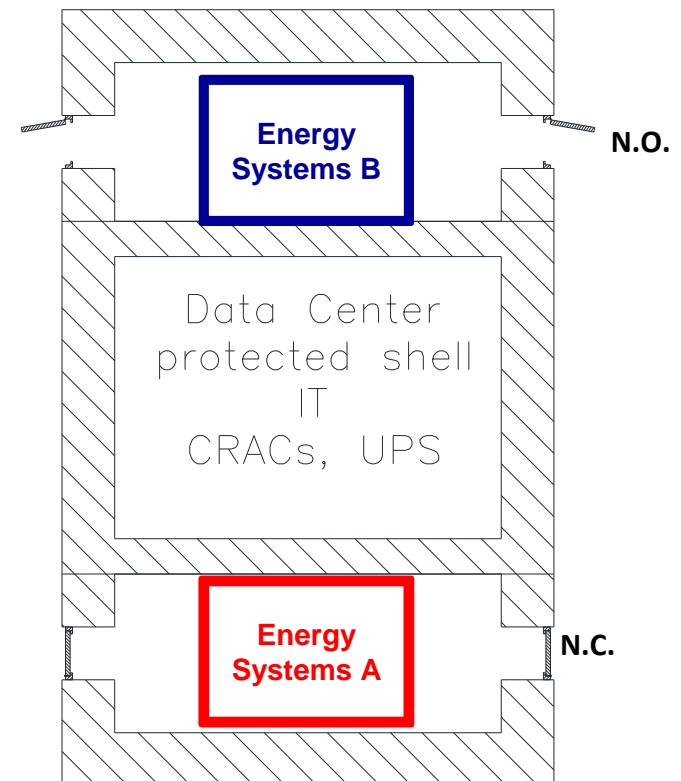 Energy
Systems B
N.O.
Data Center
protected shell
IT
CRACs, UPS
Energy
Systems A
N.C.